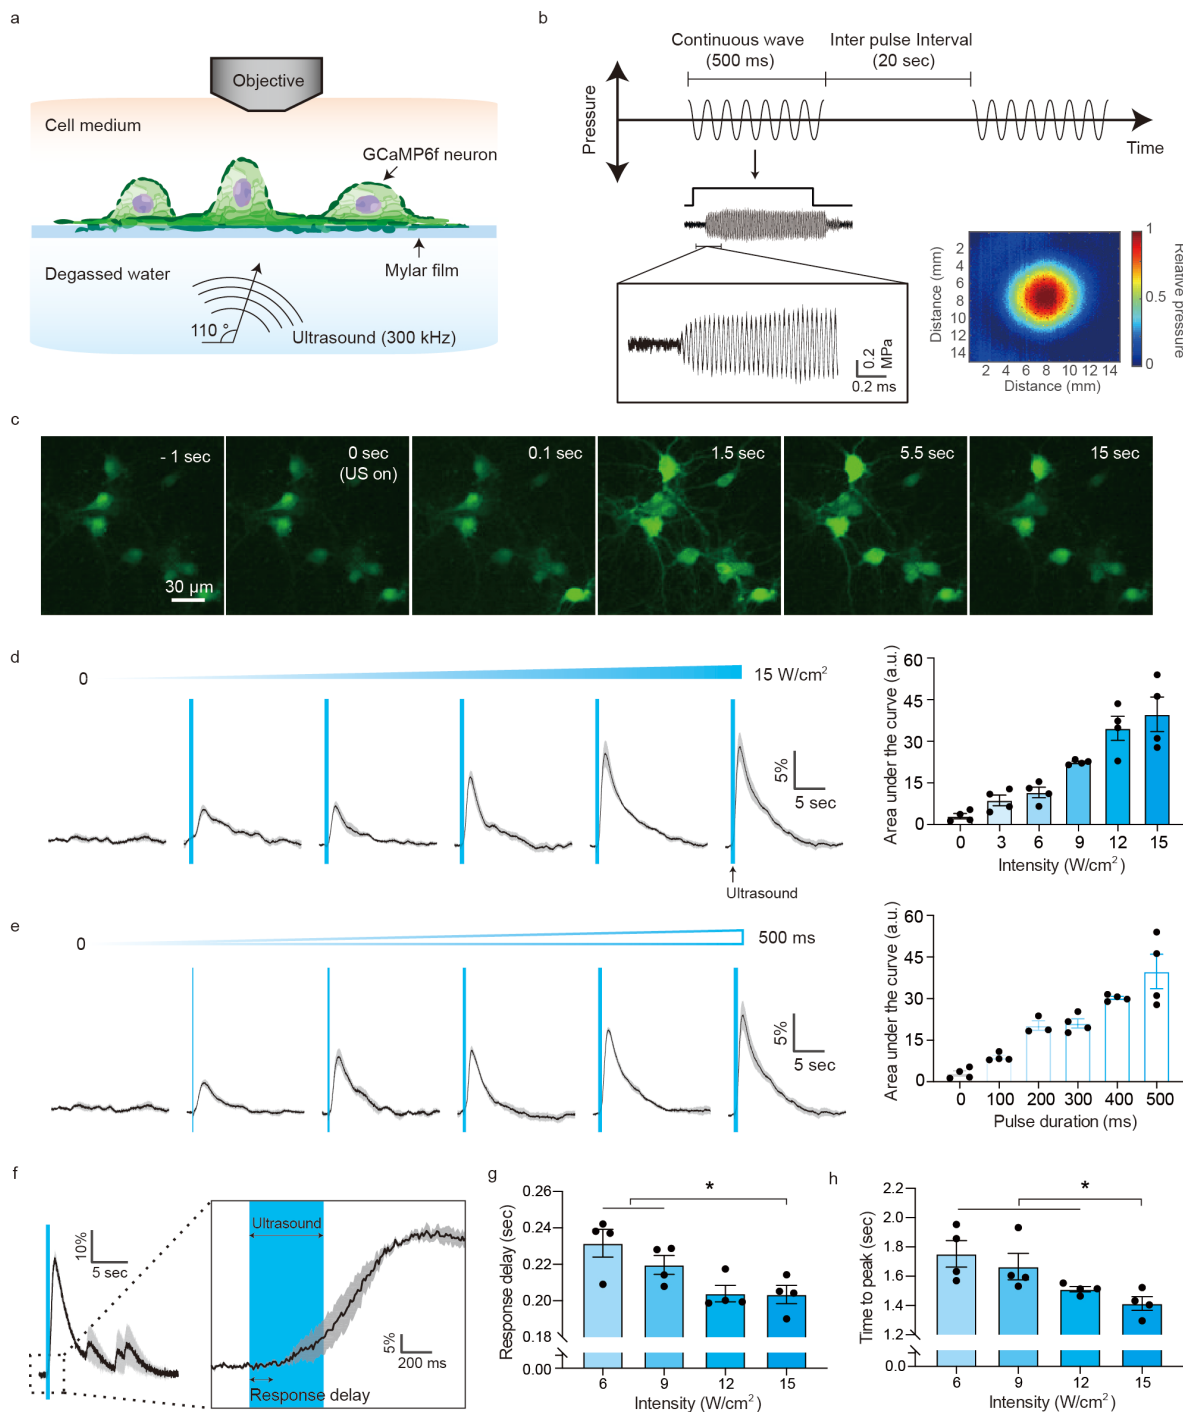 a
Objective
Cell medium
GCaMP6f neuron
Mylar film
Degassed water
110 °
Ultrasound (300 kHz)
b
Continuous wave
(500 ms)
Inter pulse Interval
(20 sec)
Pressure
Time
0.2
MPa
0.2 ms
Distance (mm)
2
4
6
8
10
12
14
2 4 6 8 10 12 14
Distance (mm)
1
0.5
0
Relative pressure
c
- 1 sec
30 µm
0 sec
(US on)
0.1 sec
1.5 sec
5.5 sec
15 sec
d
0
15 W/cm²
5%
5 sec
Ultrasound
Area under the curve (a.u.)
60
45
30
15
0
0 3 6 9 12 15
Intensity (W/cm²)
e
0
500 ms
5%
5 sec
Area under the curve (a.u.)
60
45
30
15
0
0 100 200 300 400 500
Pulse duration (ms)
f
10%
5 sec
Ultrasound
Response delay
5%
200 ms
g
Response delay (sec)
0.26
0.24
0.22
0.20
0.18
0.00
*
6 9 12 15
Intensity (W/cm²)
h
Time to peak (sec)
2.2
2.0
1.8
1.6
1.4
1.2
0.0
*
6 9 12 15
Intensity (W/cm²)